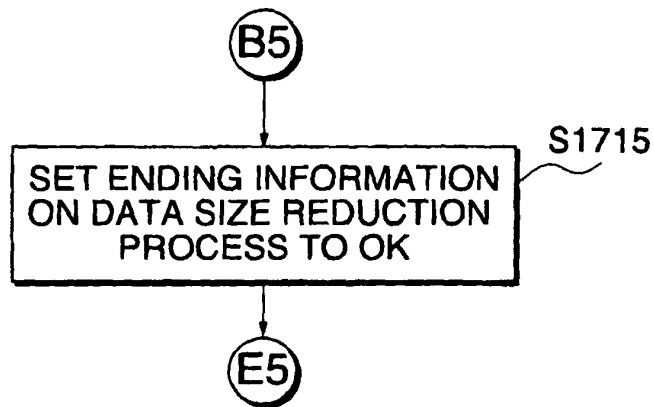 B5
S1715
SET ENDING INFORMATION
ON DATA SIZE REDUCTION
PROCESS TO OK
E5